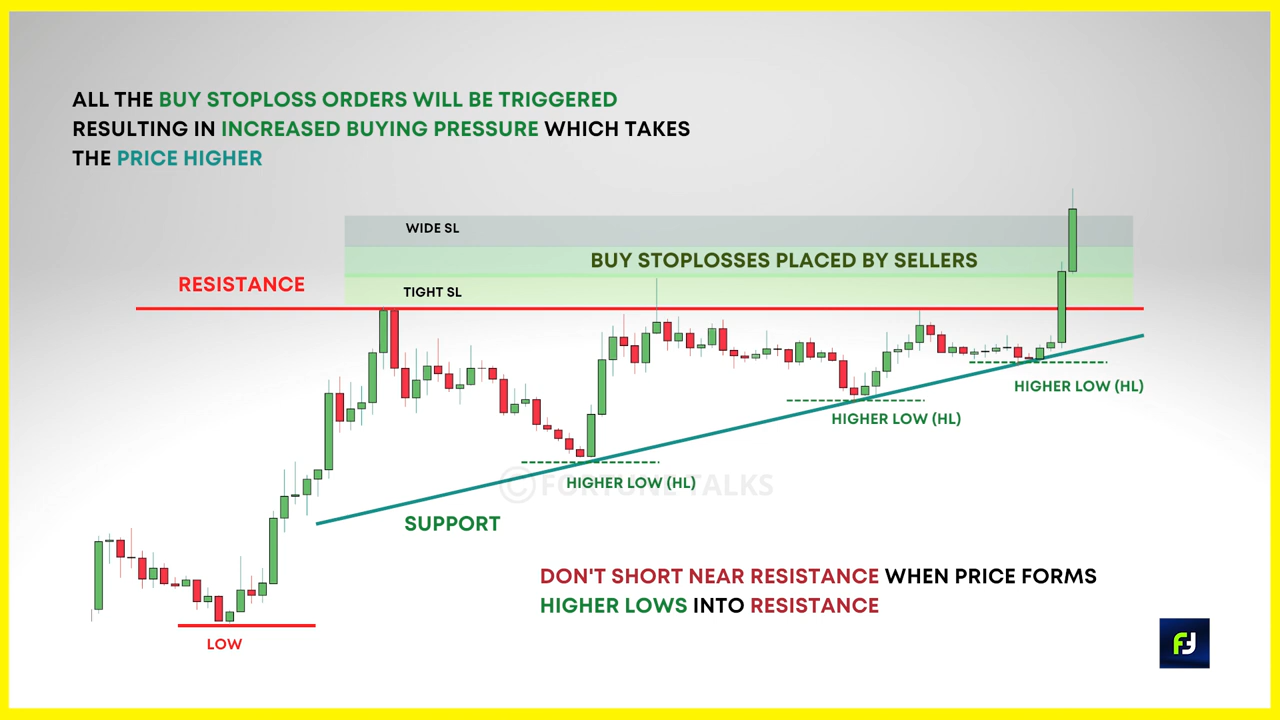 ALL THE BUY STOPLOSS ORDERS WILL BE TRIGGERED
RESULTING IN INCREASED BUYING PRESSURE WHICH TAKES
THE PRICE HIGHER
WIDE SL
BUY STOPLOSSES PLACED BY SELLERS
RESISTANCE
TIGHT SL
HIGHER LOW (HL)
HIGHER LOW (HL)
HIGHER LOW (HL)
© FORTUNE TALKS
SUPPORT
DON'T SHORT NEAR RESISTANCE WHEN PRICE FORMS
HIGHER LOWS INTO RESISTANCE
LOW